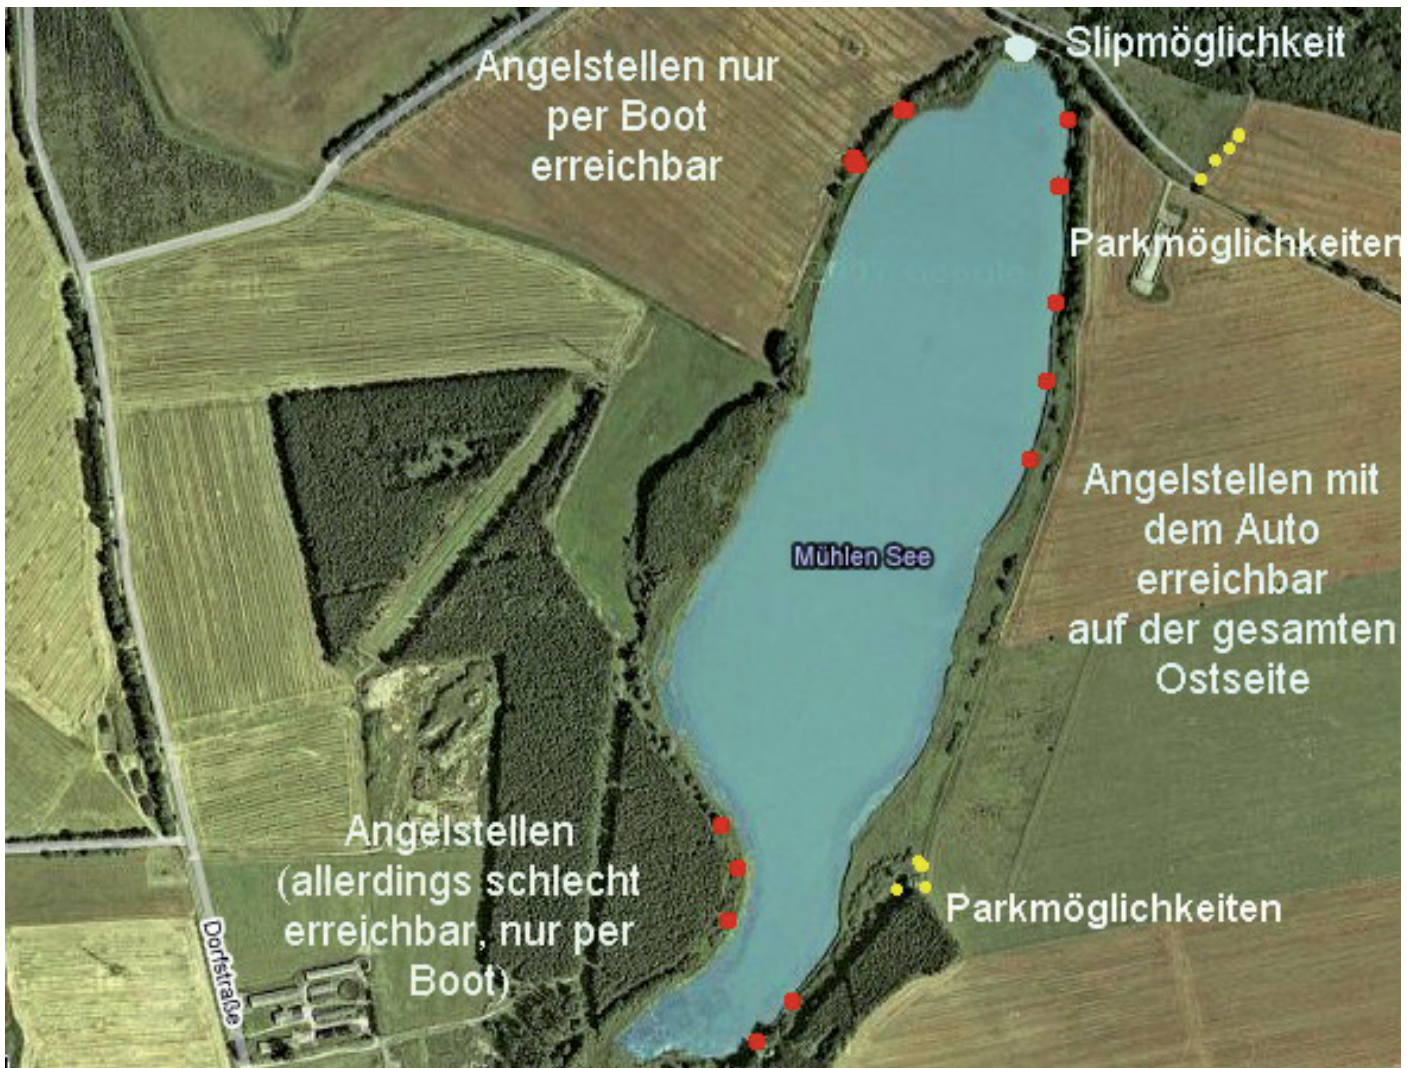 Slipmöglichkeit
Angelstellen nur
per Boot
erreichbar
Parkmöglichkeiten
Google
Angelstellen mit
dem Auto
erreichbar
auf der gesamten
Ostseite
Mühlen See
Angelstellen
(allerdings schlecht
erreichbar, nur per
Boot)
Parkmöglichkeiten
Dorfstraße